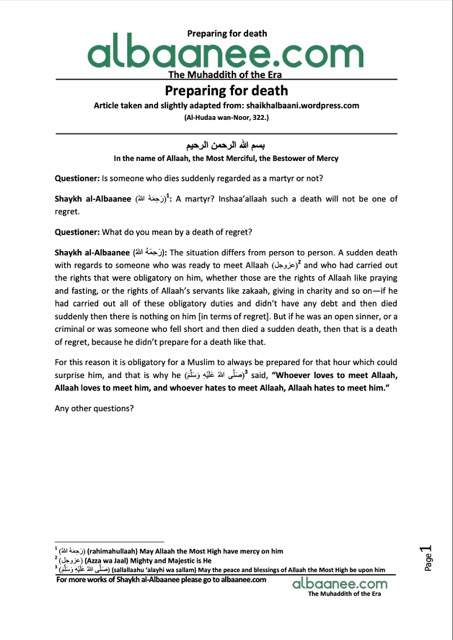 Preparing for death
albaanee.com
The Muhaddith of the Era
Preparing for death
Article taken and slightly adapted from: shaikhalbaani.wordpress.com
(Al-Hudaa wan-Noor, 322.)
بسم الله الرحمن الرحيم
In the name of Allaah, the Most Merciful, the Bestower of Mercy
Questioner: Is someone who dies suddenly regarded as a martyr or not?
Shaykh al-Albaanee (رَحِمَهُ اللهُ)1: A martyr? Inshaa’allaah such a death will not be one of
regret.
Questioner: What do you mean by a death of regret?
Shaykh al-Albaanee (رَحِمَهُ اللهُ): The situation differs from person to person. A sudden death
with regards to someone who was ready to meet Allaah (عزوجل)2 and who had carried out
the rights that were obligatory on him, whether those are the rights of Allaah like praying
and fasting, or the rights of Allaah’s servants like zakaah, giving in charity and so on—if he
had carried out all of these obligatory duties and didn’t have any debt and then died
suddenly then there is nothing on him [in terms of regret]. But if he was an open sinner, or a
criminal or was someone who fell short and then died a sudden death, then that is a death
of regret, because he didn’t prepare for a death like that.
For this reason it is obligatory for a Muslim to always be prepared for that hour which could
surprise him, and that is why he (صَلَّى اللهُ عَلَيْهِ وَسَلَّمَ)3 said, “Whoever loves to meet Allaah,
Allaah loves to meet him, and whoever hates to meet Allaah, Allaah hates to meet him.”
Any other questions?
1 (رَحِمَهُ اللهُ) (rahimahullaah) May Allaah the Most High have mercy on him
2 (عزوجل) (Azza wa Jaal) Mighty and Majestic is He
3 (صَلَّى اللهُ عَلَيْهِ وَسَلَّمَ) (sallallaahu ‘alayhi wa sallam) May the peace and blessings of Allaah the Most High be upon him
For more works of Shaykh al-Albaanee please go to albaanee.com
albaanee.com
The Muhaddith of the Era
Page1